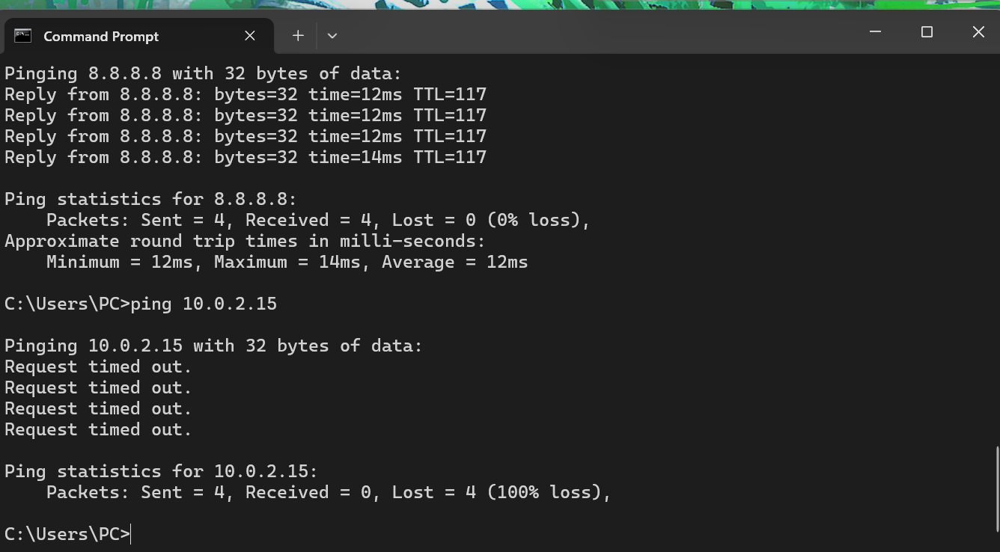 Command Prompt
Pinging 8.8.8.8 with 32 bytes of data:
Reply from 8.8.8.8: bytes=32 time=12ms TTL=117
Reply from 8.8.8.8: bytes=32 time=12ms TTL=117
Reply from 8.8.8.8: bytes=32 time=12ms TTL=117
Reply from 8.8.8.8: bytes=32 time=14ms TTL=117

Ping statistics for 8.8.8.8:
    Packets: Sent = 4, Received = 4, Lost = 0 (0% loss),
Approximate round trip times in milli-seconds:
    Minimum = 12ms, Maximum = 14ms, Average = 12ms

C:\Users\PC>ping 10.0.2.15

Pinging 10.0.2.15 with 32 bytes of data:
Request timed out.
Request timed out.
Request timed out.
Request timed out.

Ping statistics for 10.0.2.15:
    Packets: Sent = 4, Received = 0, Lost = 4 (100% loss),

C:\Users\PC>